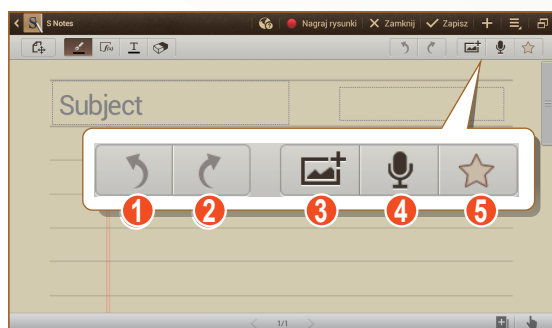 S Notes Nagraj rysunki Zamknij Zapisz
f(x) T
Subject
1 2 3 4 5
1/1